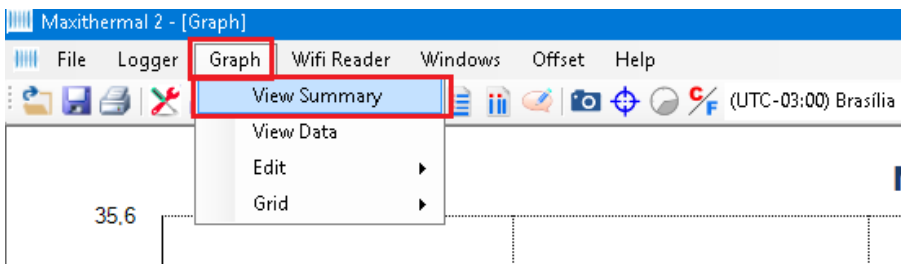 Maxithermal 2 - [Graph]
File Logger Graph Wifi Reader Windows Offset Help
C/F (UTC-03:00) Brasília
View Summary
View Data
Edit
Grid
35,6